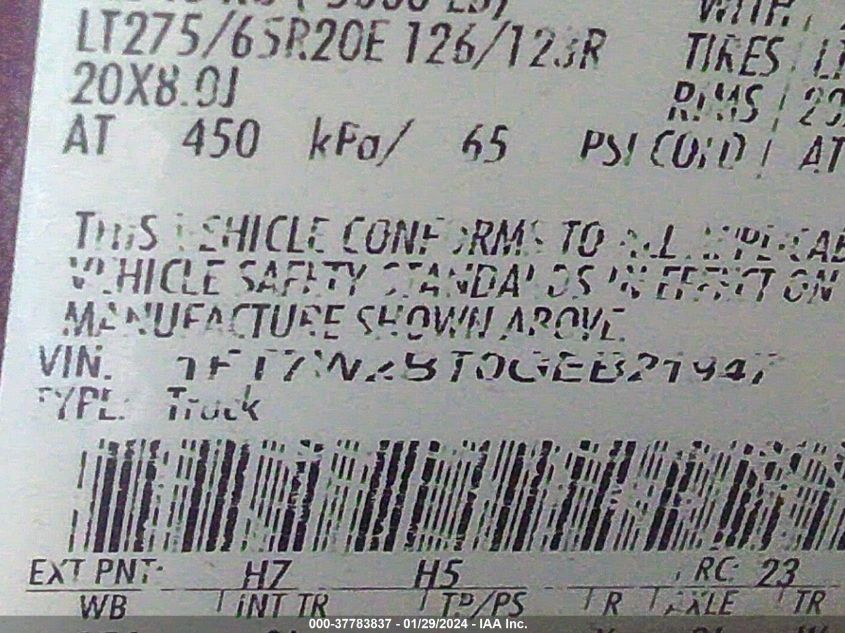 LT275/65R20E 126/123R TIRES
20X8.0J RIMS
AT 450 kPa/ 65 PSI COLD AT
THIS VEHICLE CONFORMS TO ALL
VEHICLE SAFETY STANDARDS IN EFFECT ON
MANUFACTURE SHOWN ABOVE.
VIN: 1FT7W2BT0GEB21947
TYPE: Truck
EXT PNT: H7 H5 RC: 23
WB INT TR TP/PS R AXLE TR
000-37783837 - 01/29/2024 - IAA Inc.